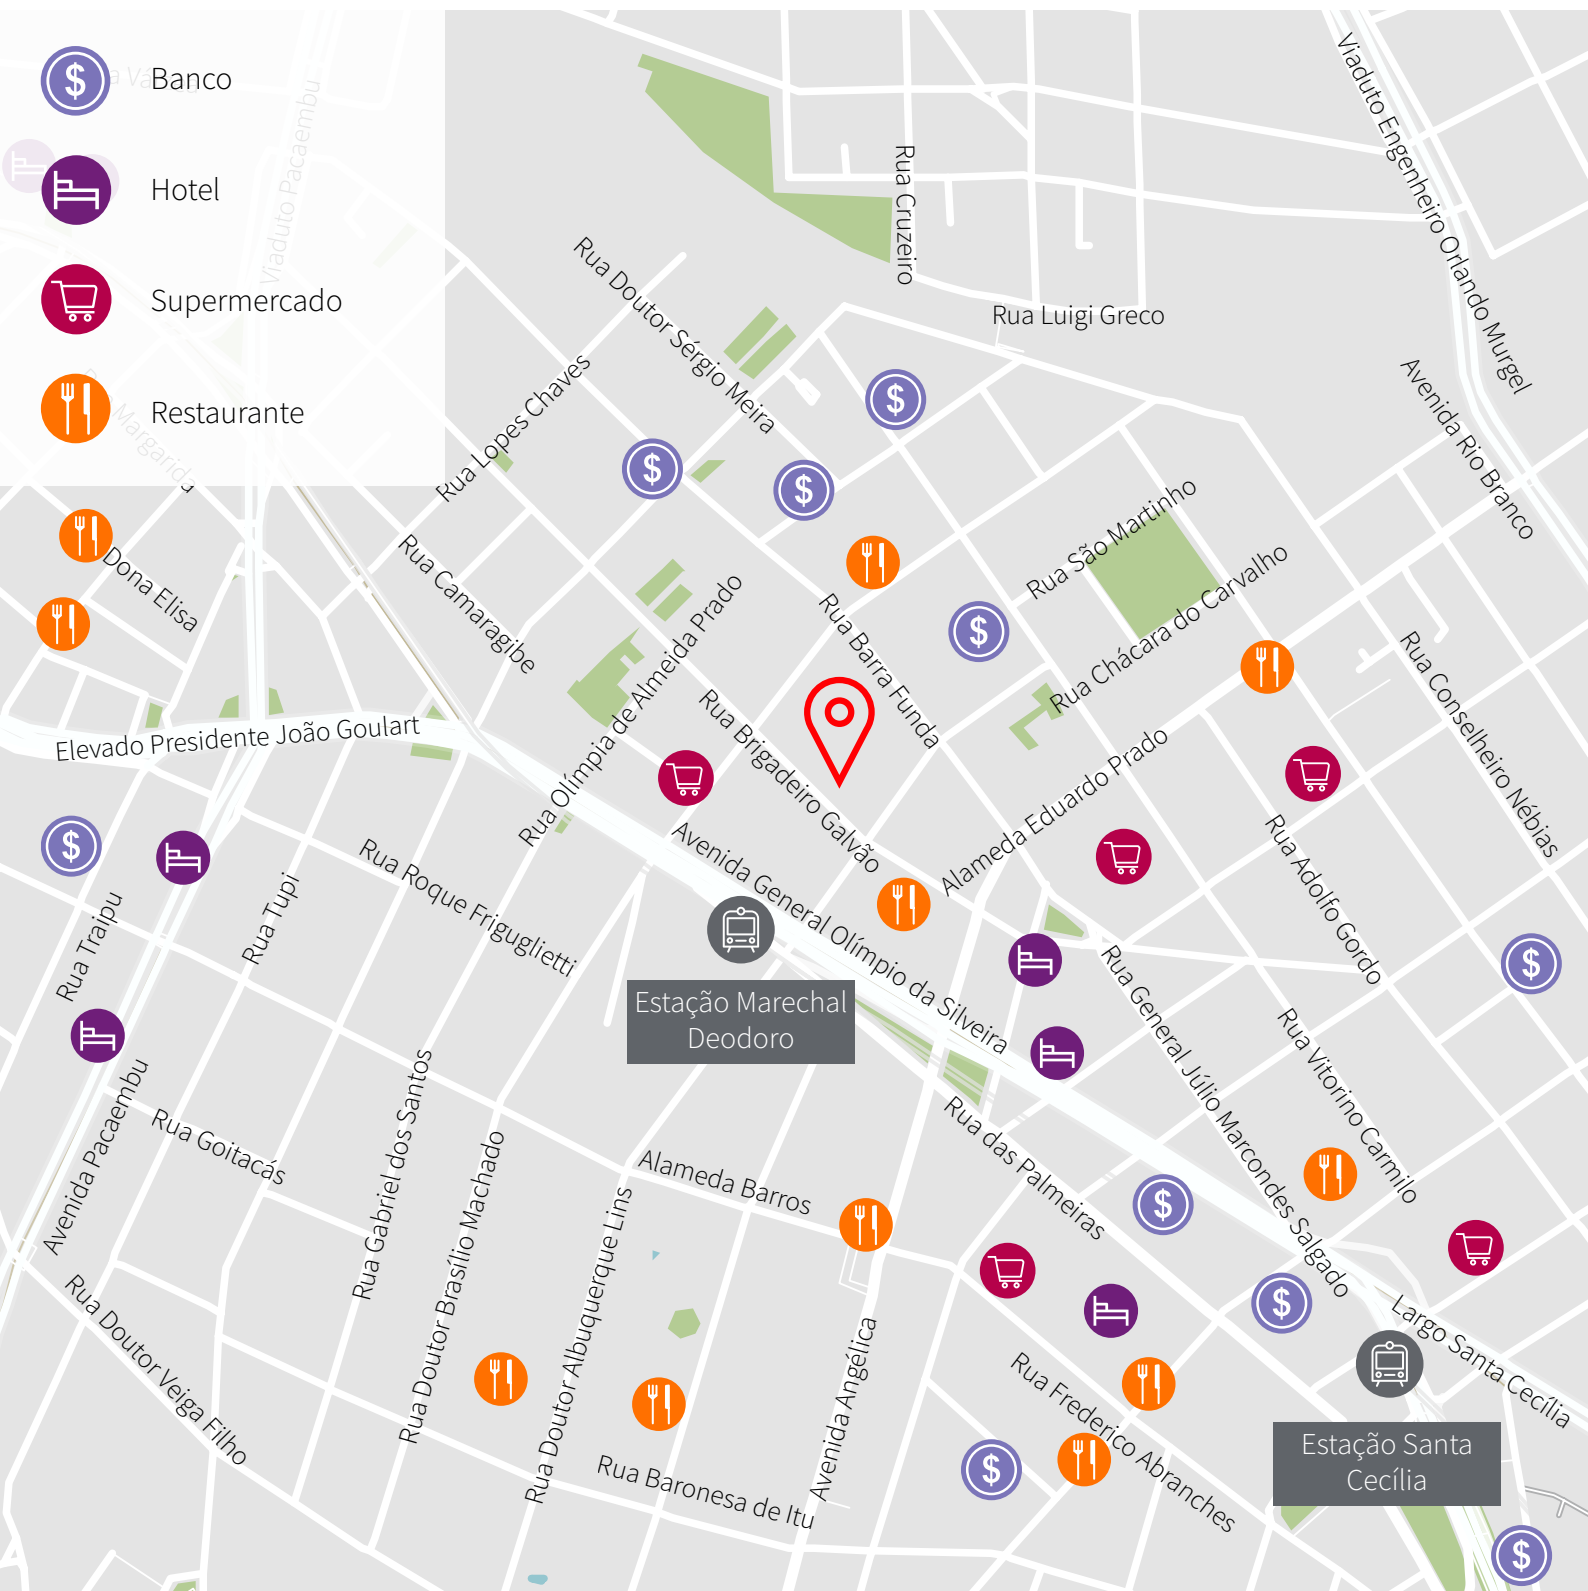 Banco
Hotel
Supermercado
Restaurante
Viaduto Pacaembu
Margarida
Viaduto Engenheiro Orlando Murgel
Rua Cruzeiro
Rua Doutor Sérgio Meira
Rua Luigi Greco
Rua Lopes Chaves
Avenida Rio Branco
Rua São Martinho
Dona Elisa
Rua Camaragibe
Rua Chácara do Carvalho
Rua Olímpia de Almeida Prado
Rua Barra Funda
Rua Conselheiro Nébias
Rua Brigadeiro Galvão
Elevado Presidente João Goulart
Alameda Eduardo Prado
Rua Adolfo Gordo
Avenida General Olímpio da Silveira
Rua Roque Friguglietti
Rua Tupi
Rua Traipu
Estação Marechal
Deodoro
Rua General Júlio Marcondes Salgado
Rua Vitorino Carmilo
Avenida Pacaembu
Rua Goitacás
Rua Gabriel dos Santos
Rua Doutor Brasílio Machado
Rua das Palmeiras
Alameda Barros
Rua Doutor Albuquerque Lins
Rua Doutor Veiga Filho
Avenida Angélica
Largo Santa Cecília
Rua Frederico Abranches
Rua Baronesa de Itu
Estação Santa
Cecília